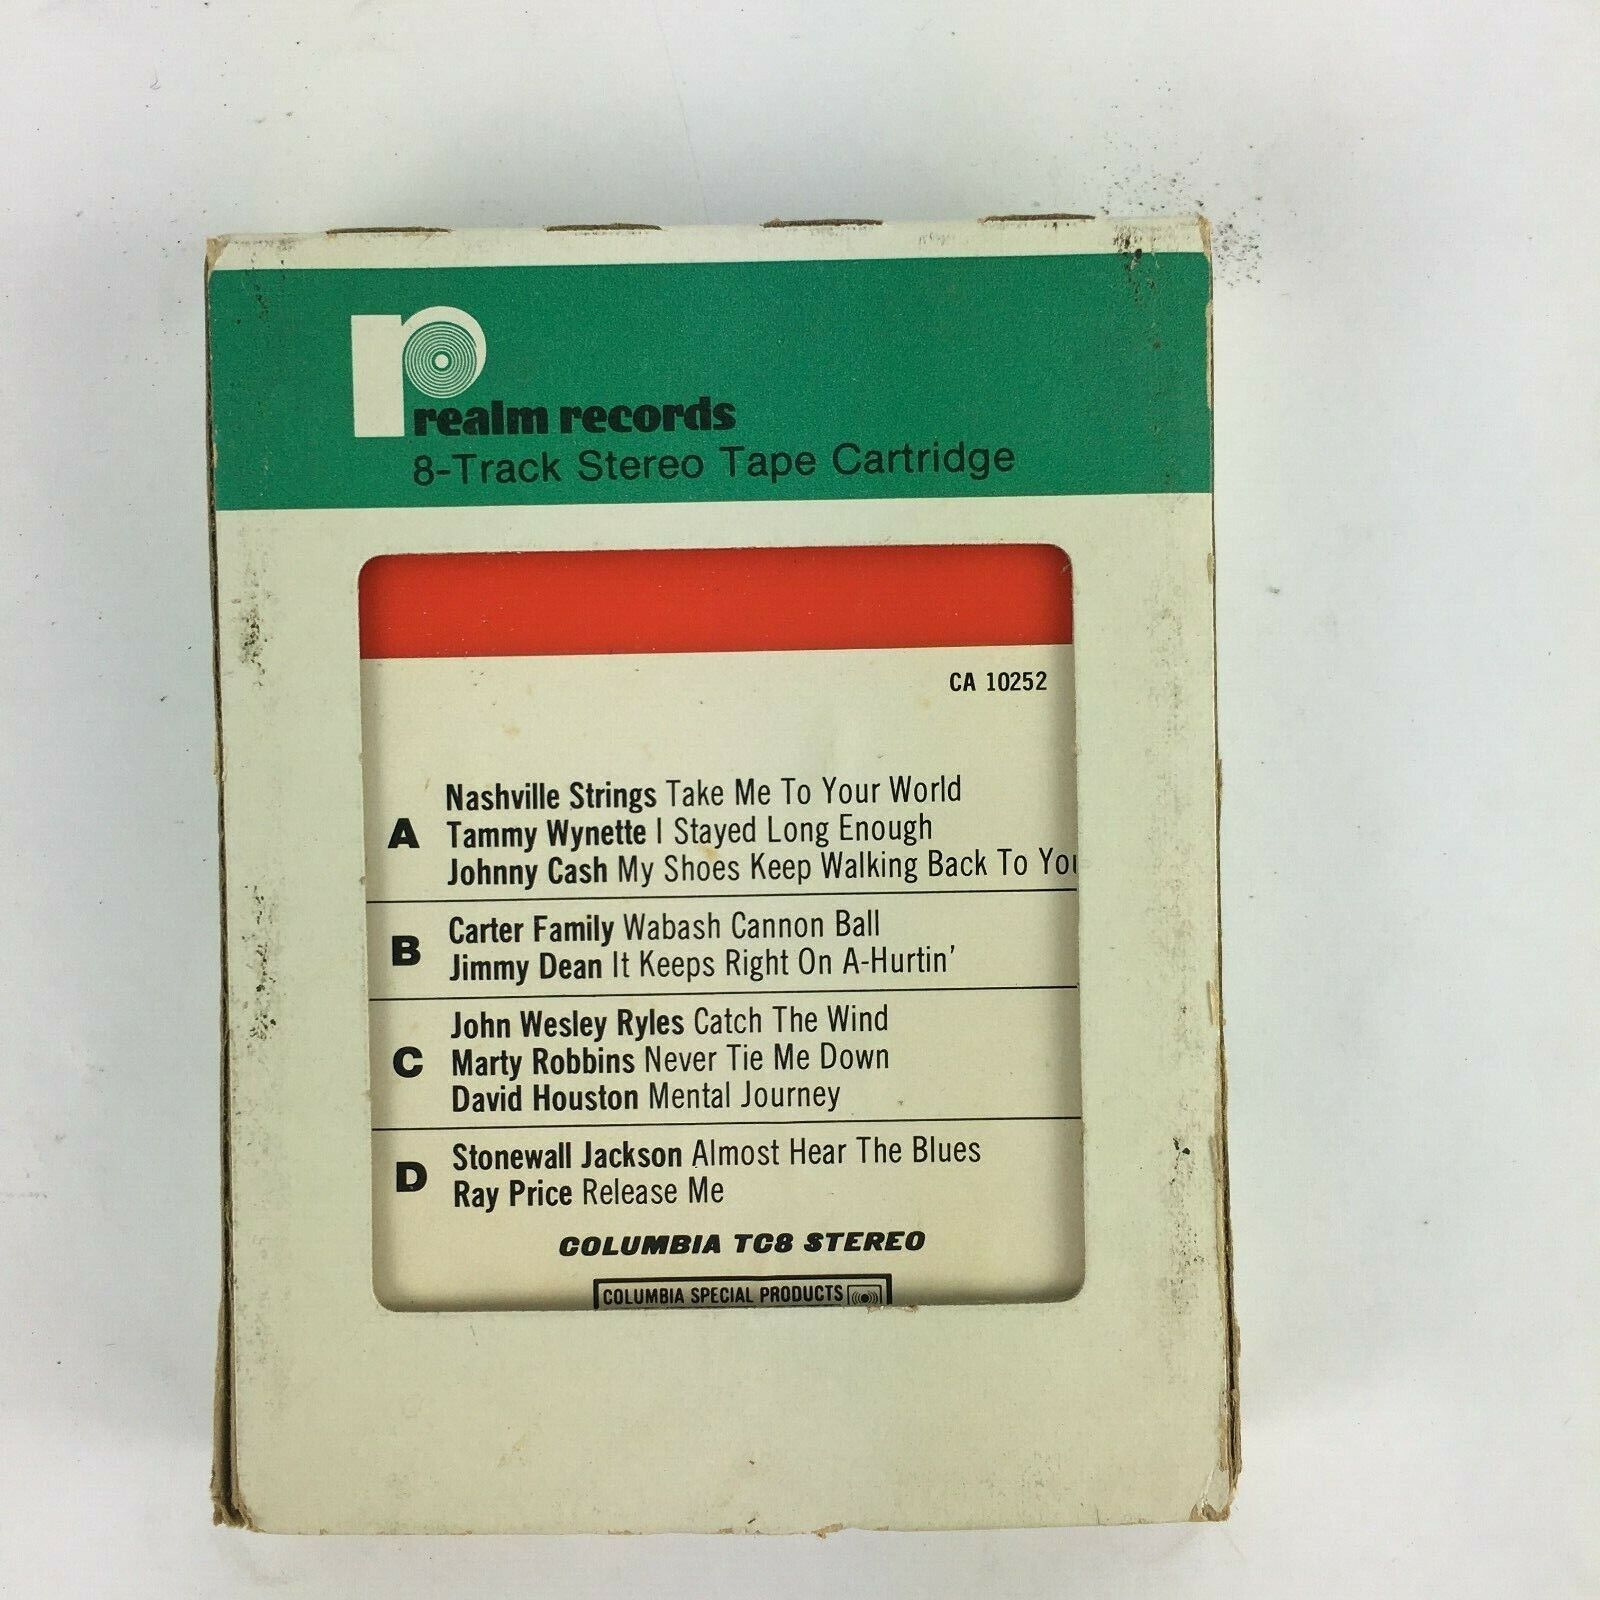 realm records
8-Track Stereo Tape Cartridge
CA 10252
A
Nashville Strings Take Me To Your World
Tammy Wynette I Stayed Long Enough
Johnny Cash My Shoes Keep Walking Back To You
B
Carter Family Wabash Cannon Ball
Jimmy Dean It Keeps Right On A-Hurtin'
C
John Wesley Ryles Catch The Wind
Marty Robbins Never Tie Me Down
David Houston Mental Journey
D
Stonewall Jackson Almost Hear The Blues
Ray Price Release Me
COLUMBIA TC8 STEREO
COLUMBIA SPECIAL PRODUCTS